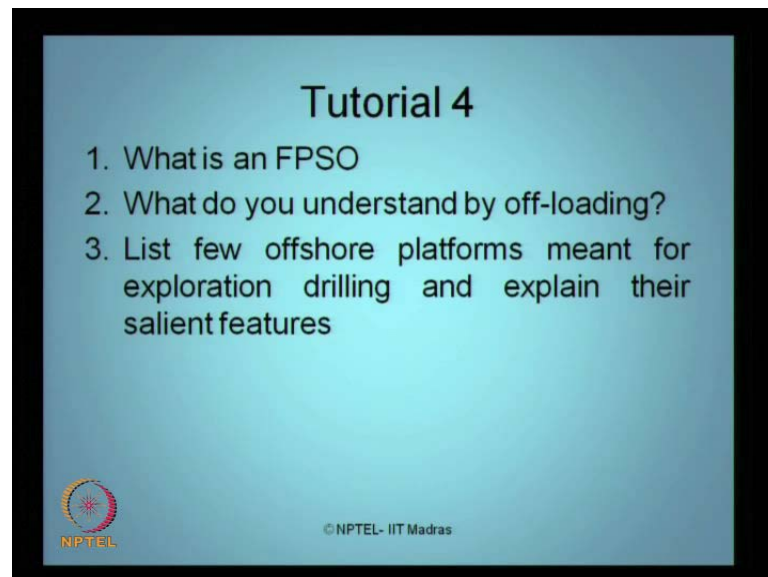 Tutorial 4
1. What is an FPSO
2. What do you understand by off-loading?
3. List few offshore platforms meant for
exploration drilling and explain their
salient features
NPTEL
© NPTEL- IIT Madras